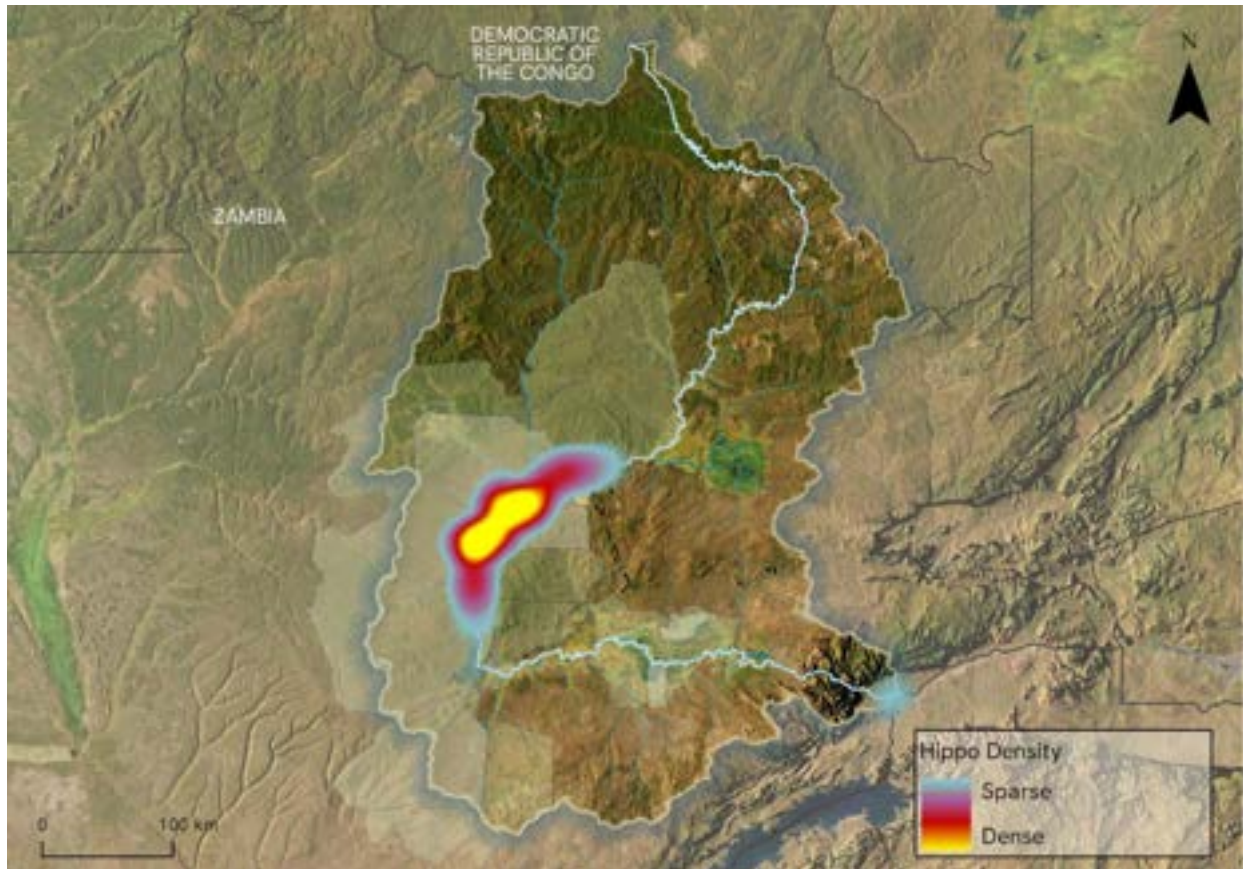 DEMOCRATIC
REPUBLIC OF
THE CONGO
N
ZAMBIA
Hippo Density
Sparse
Dense
0 100 km